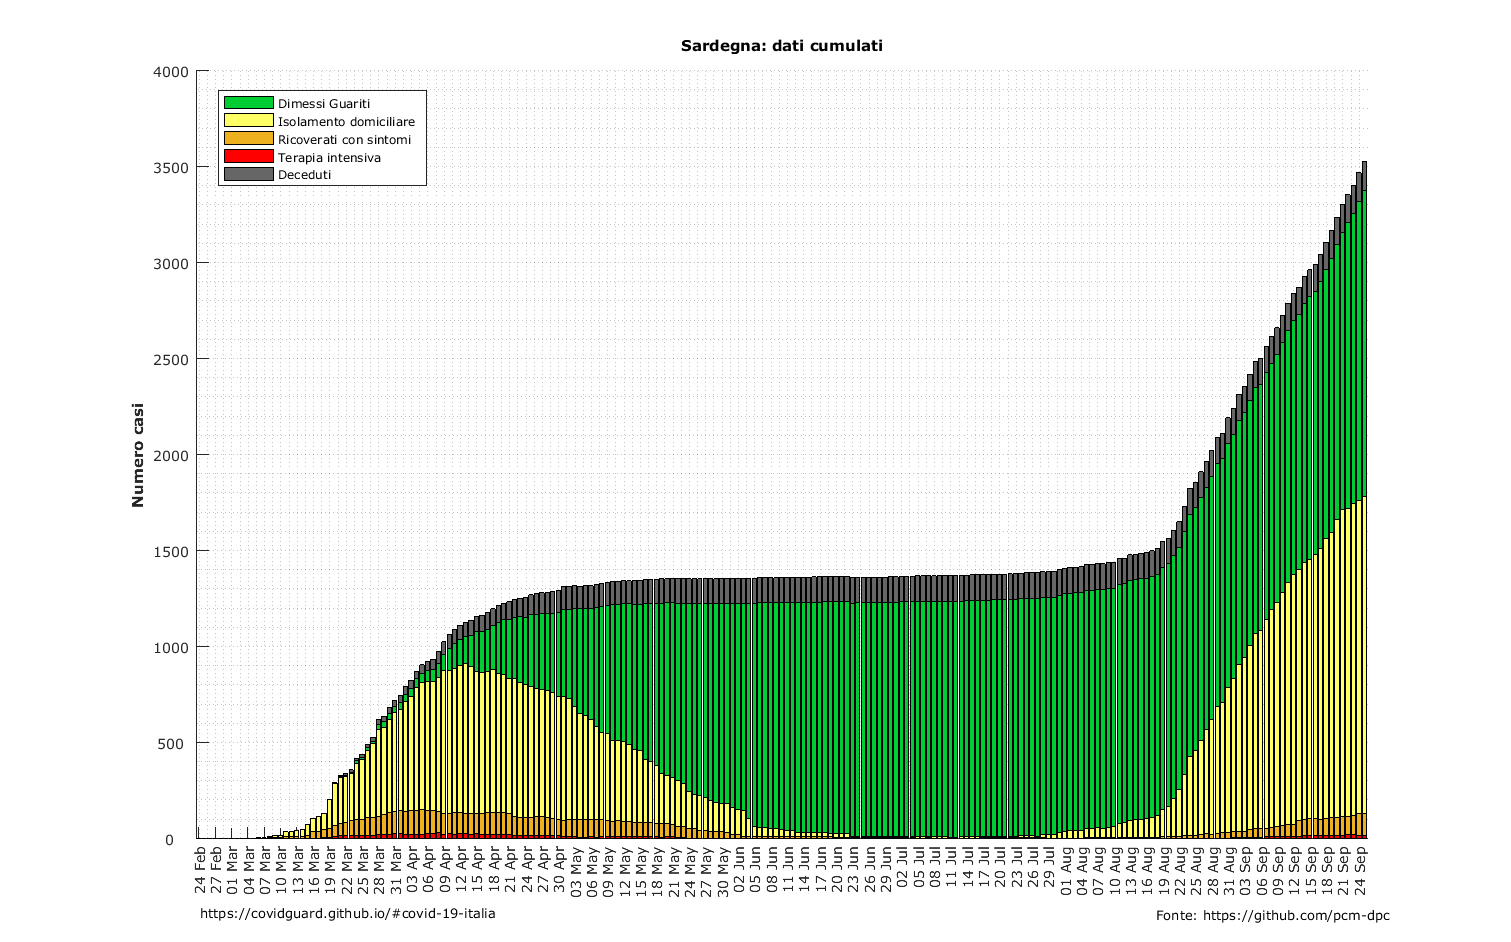 Sardegna: dati cumulati
4000
3500
3000
2500
2000
1500
1000
500
0
Numero casi
Dimessi Guariti
Isolamento domiciliare
Ricoverati con sintomi
Terapia intensiva
Deceduti
24 Feb
27 Feb
01 Mar
04 Mar
07 Mar
10 Mar
13 Mar
16 Mar
19 Mar
22 Mar
25 Mar
28 Mar
31 Mar
03 Apr
06 Apr
09 Apr
12 Apr
15 Apr
18 Apr
21 Apr
24 Apr
27 Apr
30 Apr
03 May
06 May
09 May
12 May
15 May
18 May
21 May
24 May
27 May
30 May
02 Jun
05 Jun
08 Jun
11 Jun
14 Jun
17 Jun
20 Jun
23 Jun
26 Jun
29 Jun
02 Jul
05 Jul
08 Jul
11 Jul
14 Jul
17 Jul
20 Jul
23 Jul
26 Jul
29 Jul
01 Aug
04 Aug
07 Aug
10 Aug
13 Aug
16 Aug
19 Aug
22 Aug
25 Aug
28 Aug
31 Aug
03 Sep
06 Sep
09 Sep
12 Sep
15 Sep
18 Sep
21 Sep
24 Sep
https://covidguard.github.io/#covid-19-italia
Fonte: https://github.com/pcm-dpc